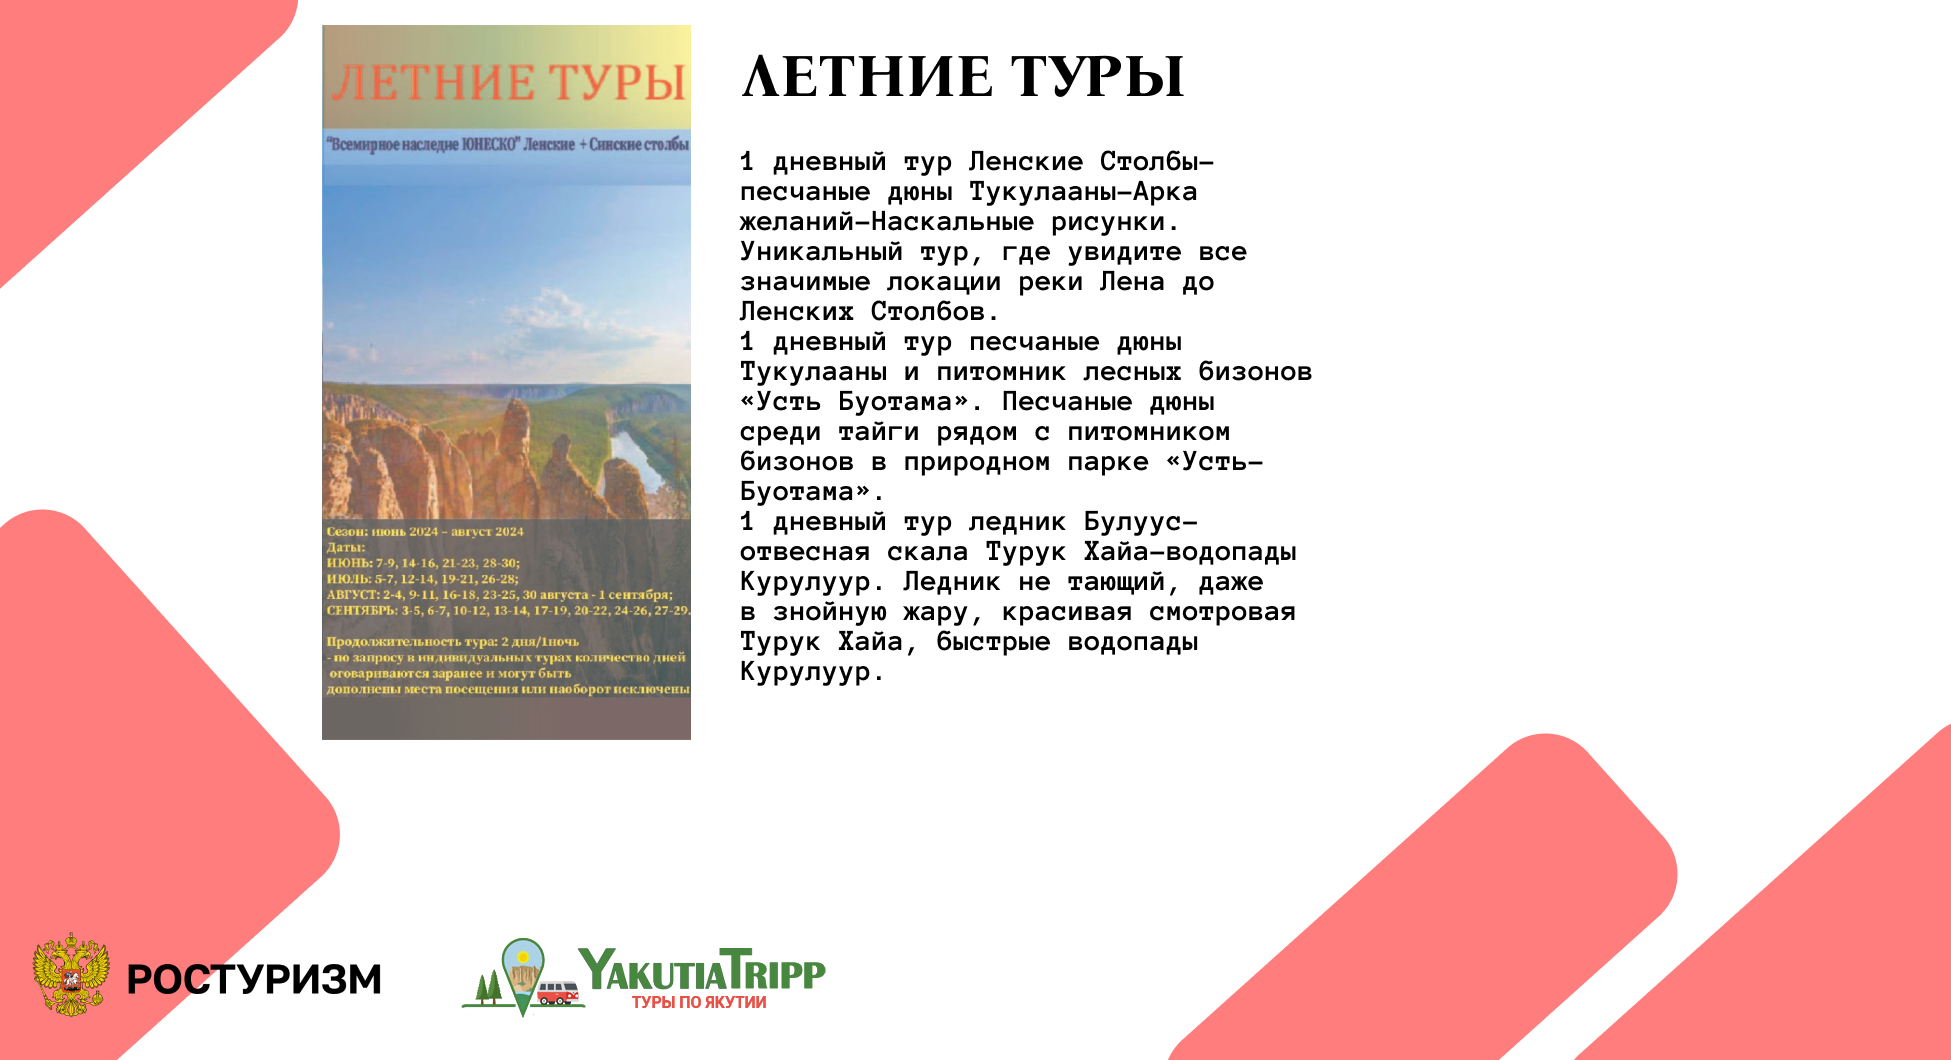 ЛЕТНИЕ ТУРЫ
"Всемирное наследие ЮНЕСКО" Ленские + Синские столбы
Сезон: июнь 2024 - август 2024
Даты:
ИЮНЬ: 7-9, 14-16, 21-23, 28-30;
ИЮЛЬ: 5-7, 12-14, 19-21, 26-28;
АВГУСТ: 2-4, 9-11, 16-18, 23-25, 30 августа - 1 сентября;
СЕНТЯБРЬ: 3-5, 6-7, 10-12, 13-14, 17-19, 20-22, 24-26, 27-29.
Продолжительность тура: 2 дня/1ночь
- по запросу в индивидуальных турах количество дней
оговариваются заранее и могут быть
дополнены места посещения или наоборот исключены
ЛЕТНИЕ ТУРЫ
1 дневный тур Ленские Столбы-
песчаные дюны Тукулааны-Арка
желаний-Наскальные рисунки.
Уникальный тур, где увидите все
значимые локации реки Лена до
Ленских Столбов.
1 дневный тур песчаные дюны
Тукулааны и питомник лесных бизонов
«Усть Буотама». Песчаные дюны
среди тайги рядом с питомником
бизонов в природном парке «Усть-
Буотама».
1 дневный тур ледник Булуус-
отвесная скала Турук Хайа-водопады
Курулуур. Ледник не тающий, даже
в знойную жару, красивая смотровая
Турук Хайа, быстрые водопады
Курулуур.
РОСТУРИЗМ
YAKUTIATRIPP
ТУРЫ ПО ЯКУТИИ